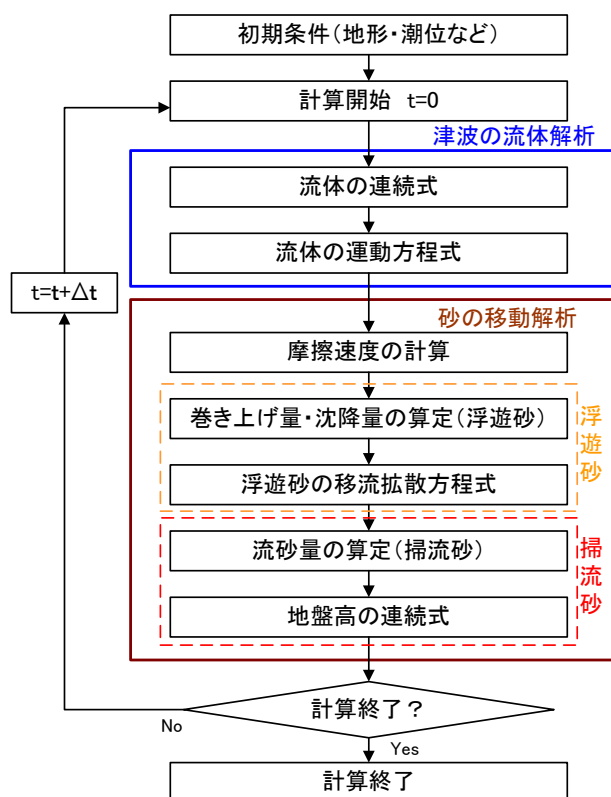 初期条件(地形・潮位など)
計算開始 t=0
津波の流体解析
流体の連続式
流体の運動方程式
t=t+Δt
砂の移動解析
摩擦速度の計算
巻き上げ量・沈降量の算定(浮遊砂)
浮遊砂の移流拡散方程式
浮遊砂
流砂量の算定(掃流砂)
地盤高の連続式
掃流砂
計算終了?
No
Yes
計算終了